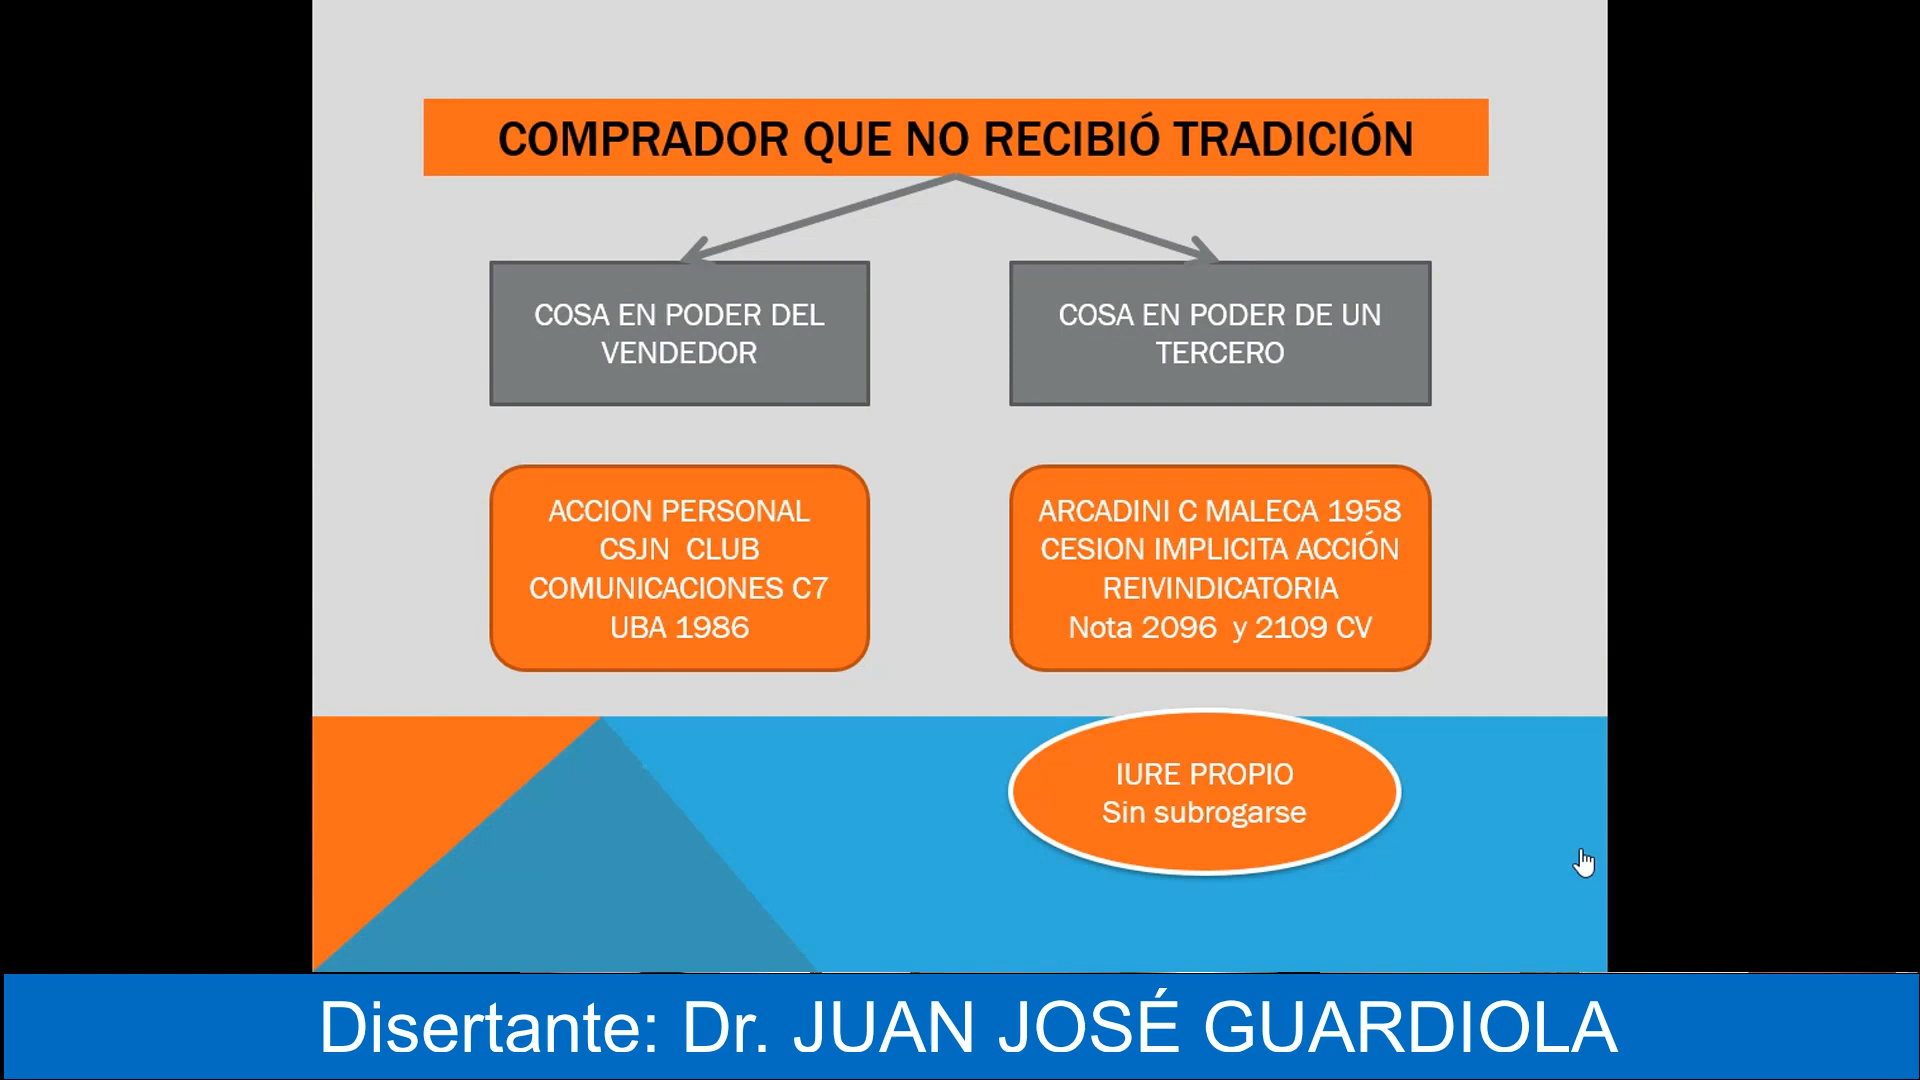 COMPRADOR QUE NO RECIBIÓ TRADICIÓN
COSA EN PODER DEL
VENDEDOR
COSA EN PODER DE UN
TERCERO
ACCION PERSONAL
CSJN CLUB
COMUNICACIONES C7
UBA 1986
ARCADINI C MALECA 1958
CESION IMPLICITA ACCIÓN
REIVINDICATORIA
Nota 2096 y 2109 CV
IURE PROPIO
Sin subrogarse
Disertante: Dr. JUAN JOSÉ GUARDIOLA